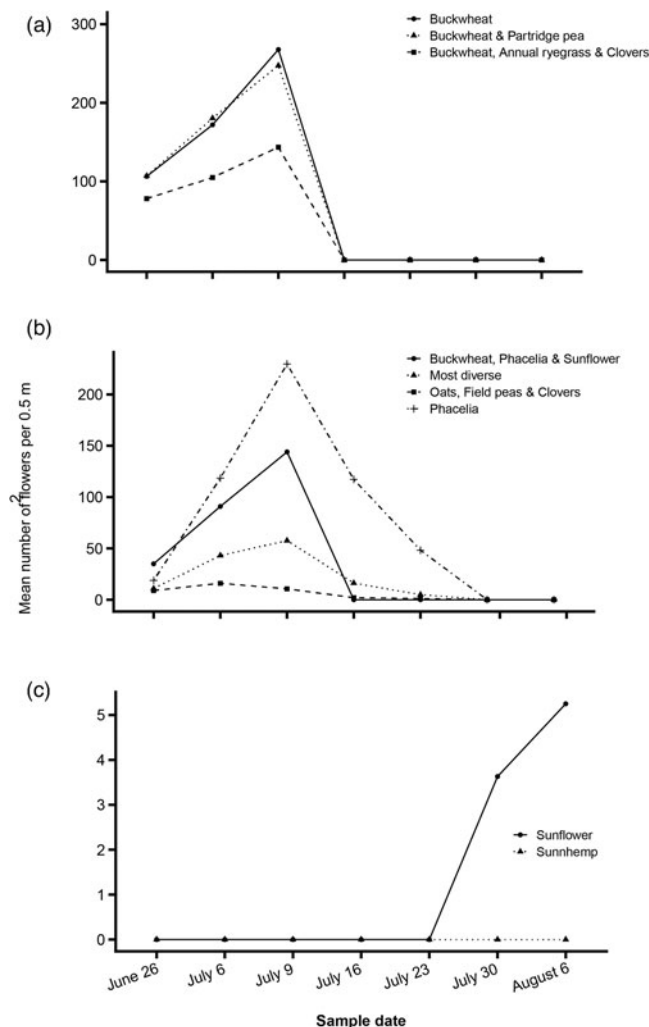 (a)
300
200
100
0
Buckwheat
Buckwheat & Partridge pea
Buckwheat, Annual ryegrass & Clovers
(b)
Mean number of flowers per 0.5 m2
200
150
100
50
0
Buckwheat, Phacelia & Sunflower
Most diverse
Oats, Field peas & Clovers
Phacelia
(c)
5
4
3
2
1
0
Sunflower
Sunnhemp
June 26
July 6
July 9
July 16
July 23
July 30
August 6
Sample date